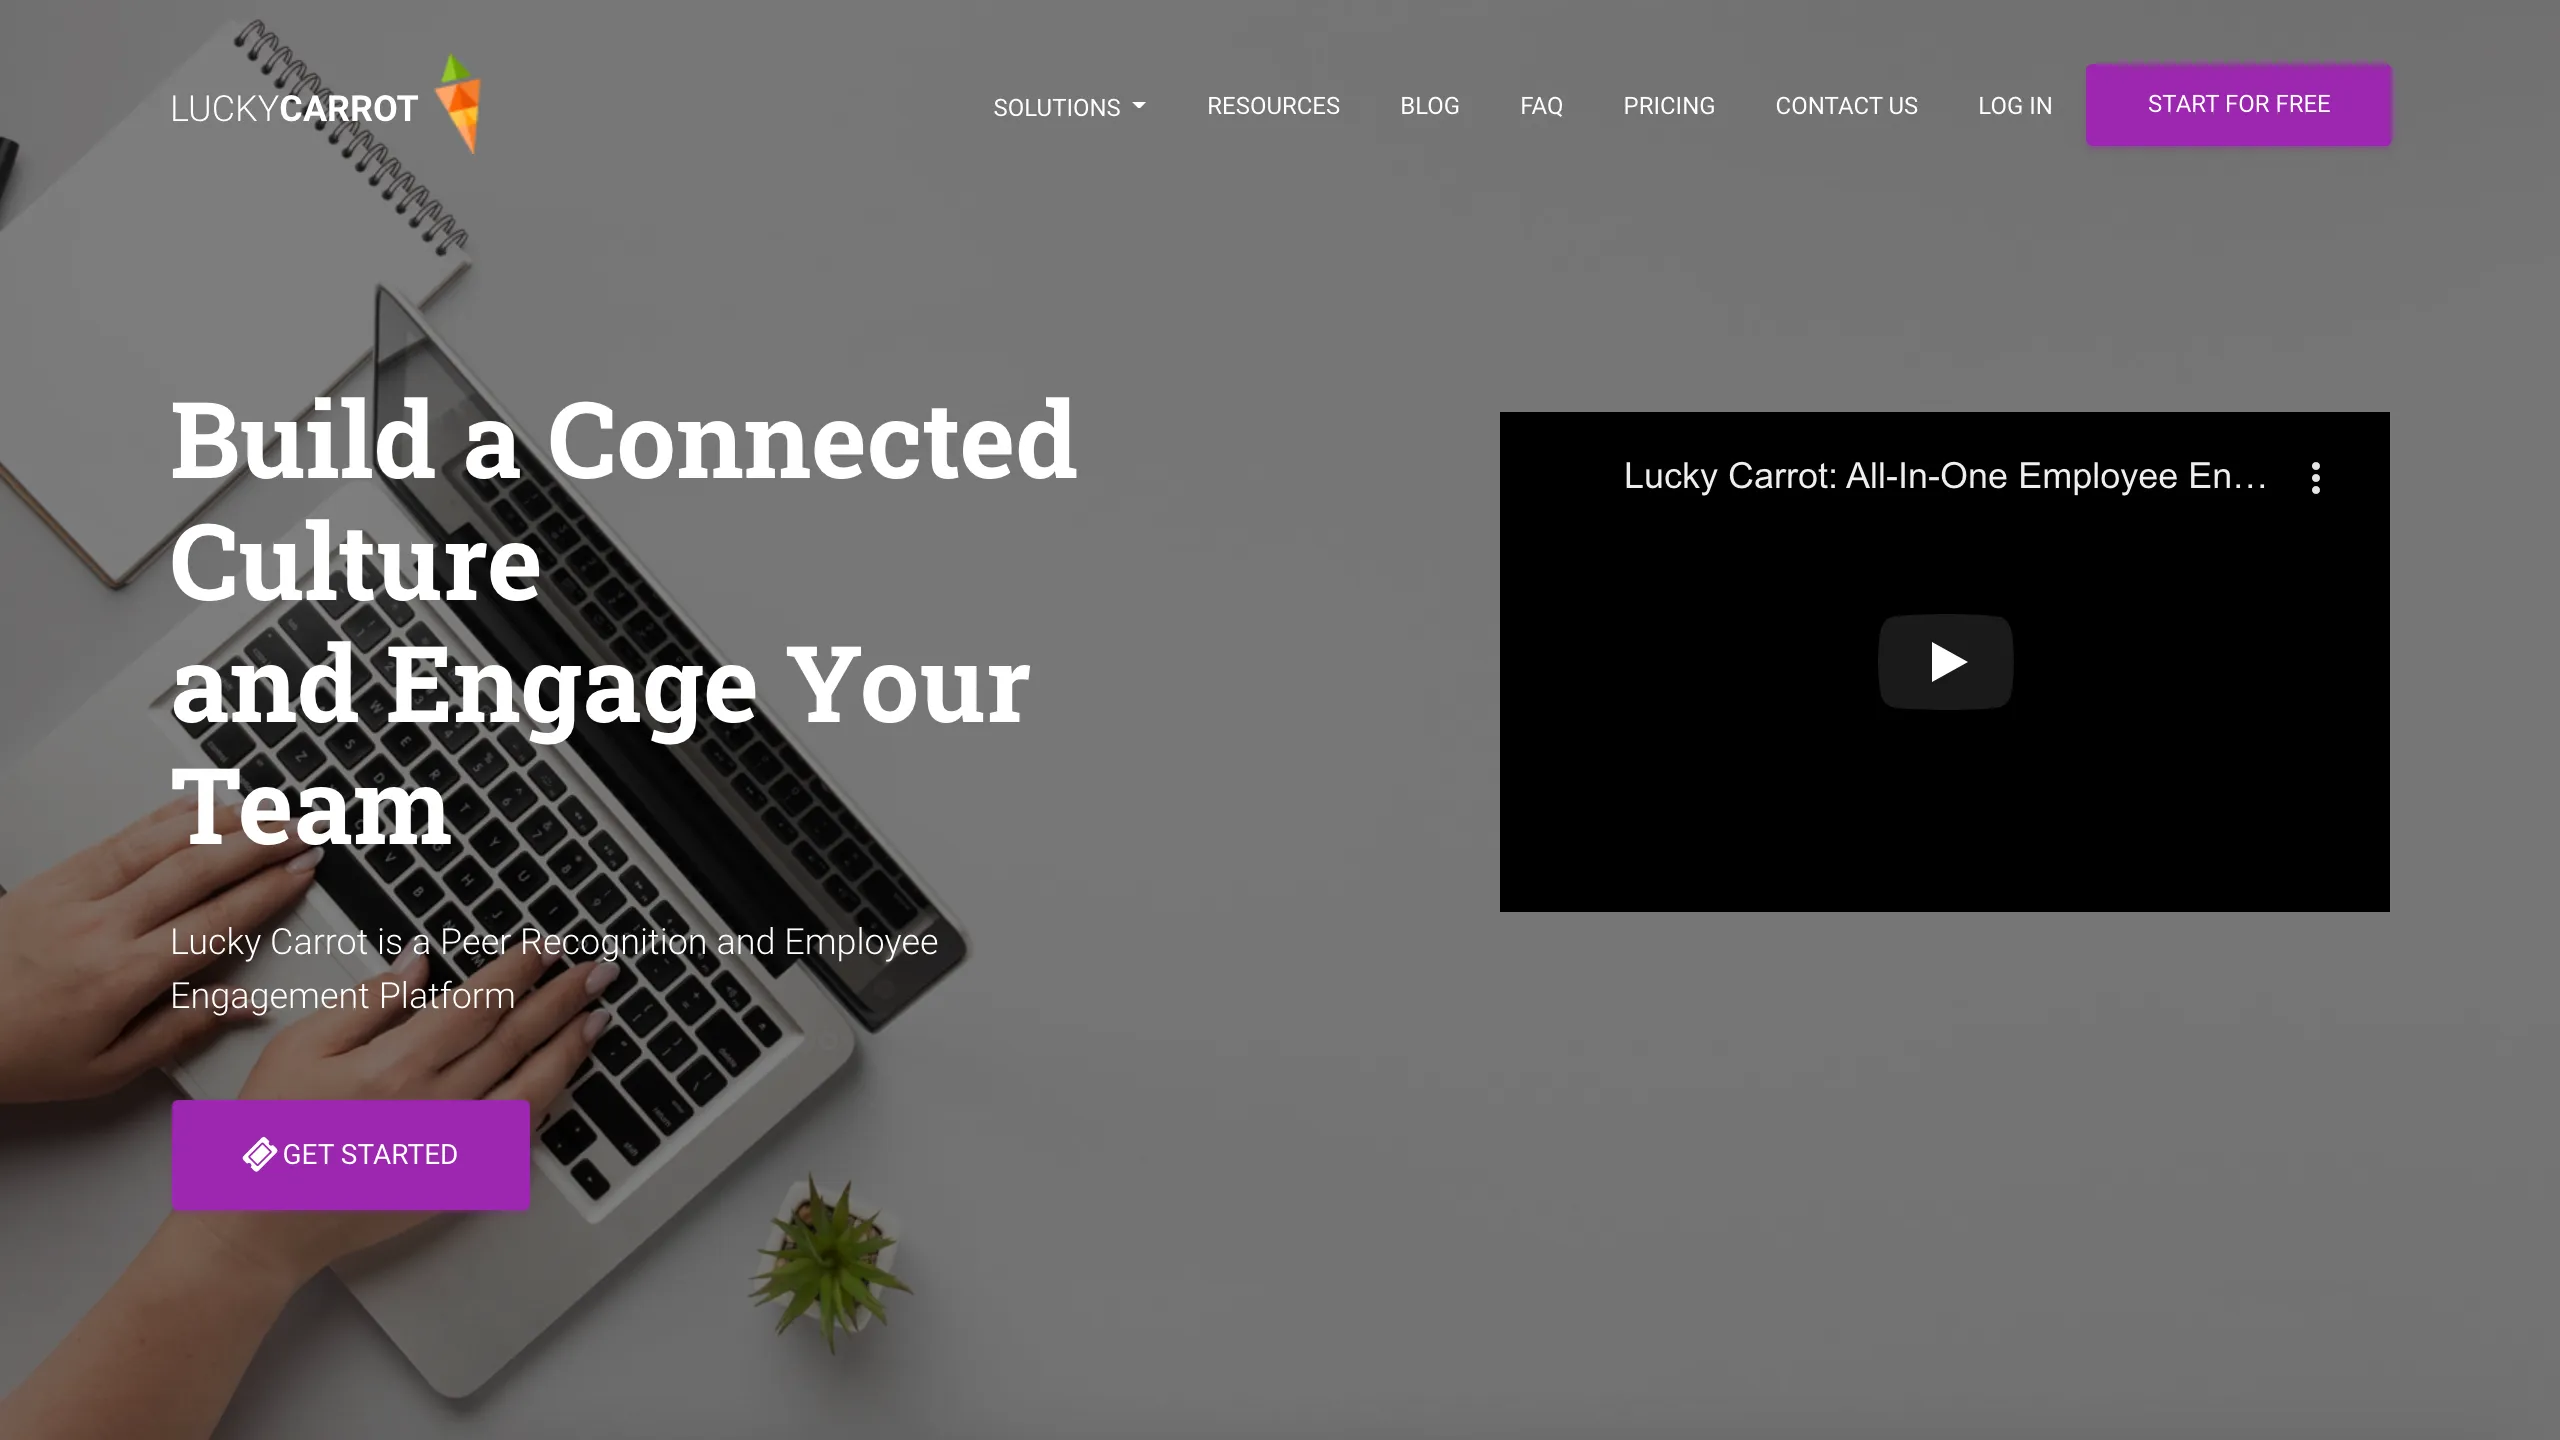 LUCKYCARROT
SOLUTIONS
RESOURCES
BLOG
FAQ
PRICING
CONTACT US
LOG IN
START FOR FREE
Build a Connected
Culture
and Engage Your
Team
Lucky Carrot: All-In-One Employee En...
Lucky Carrot is a Peer Recognition and Employee
Engagement Platform
GET STARTED